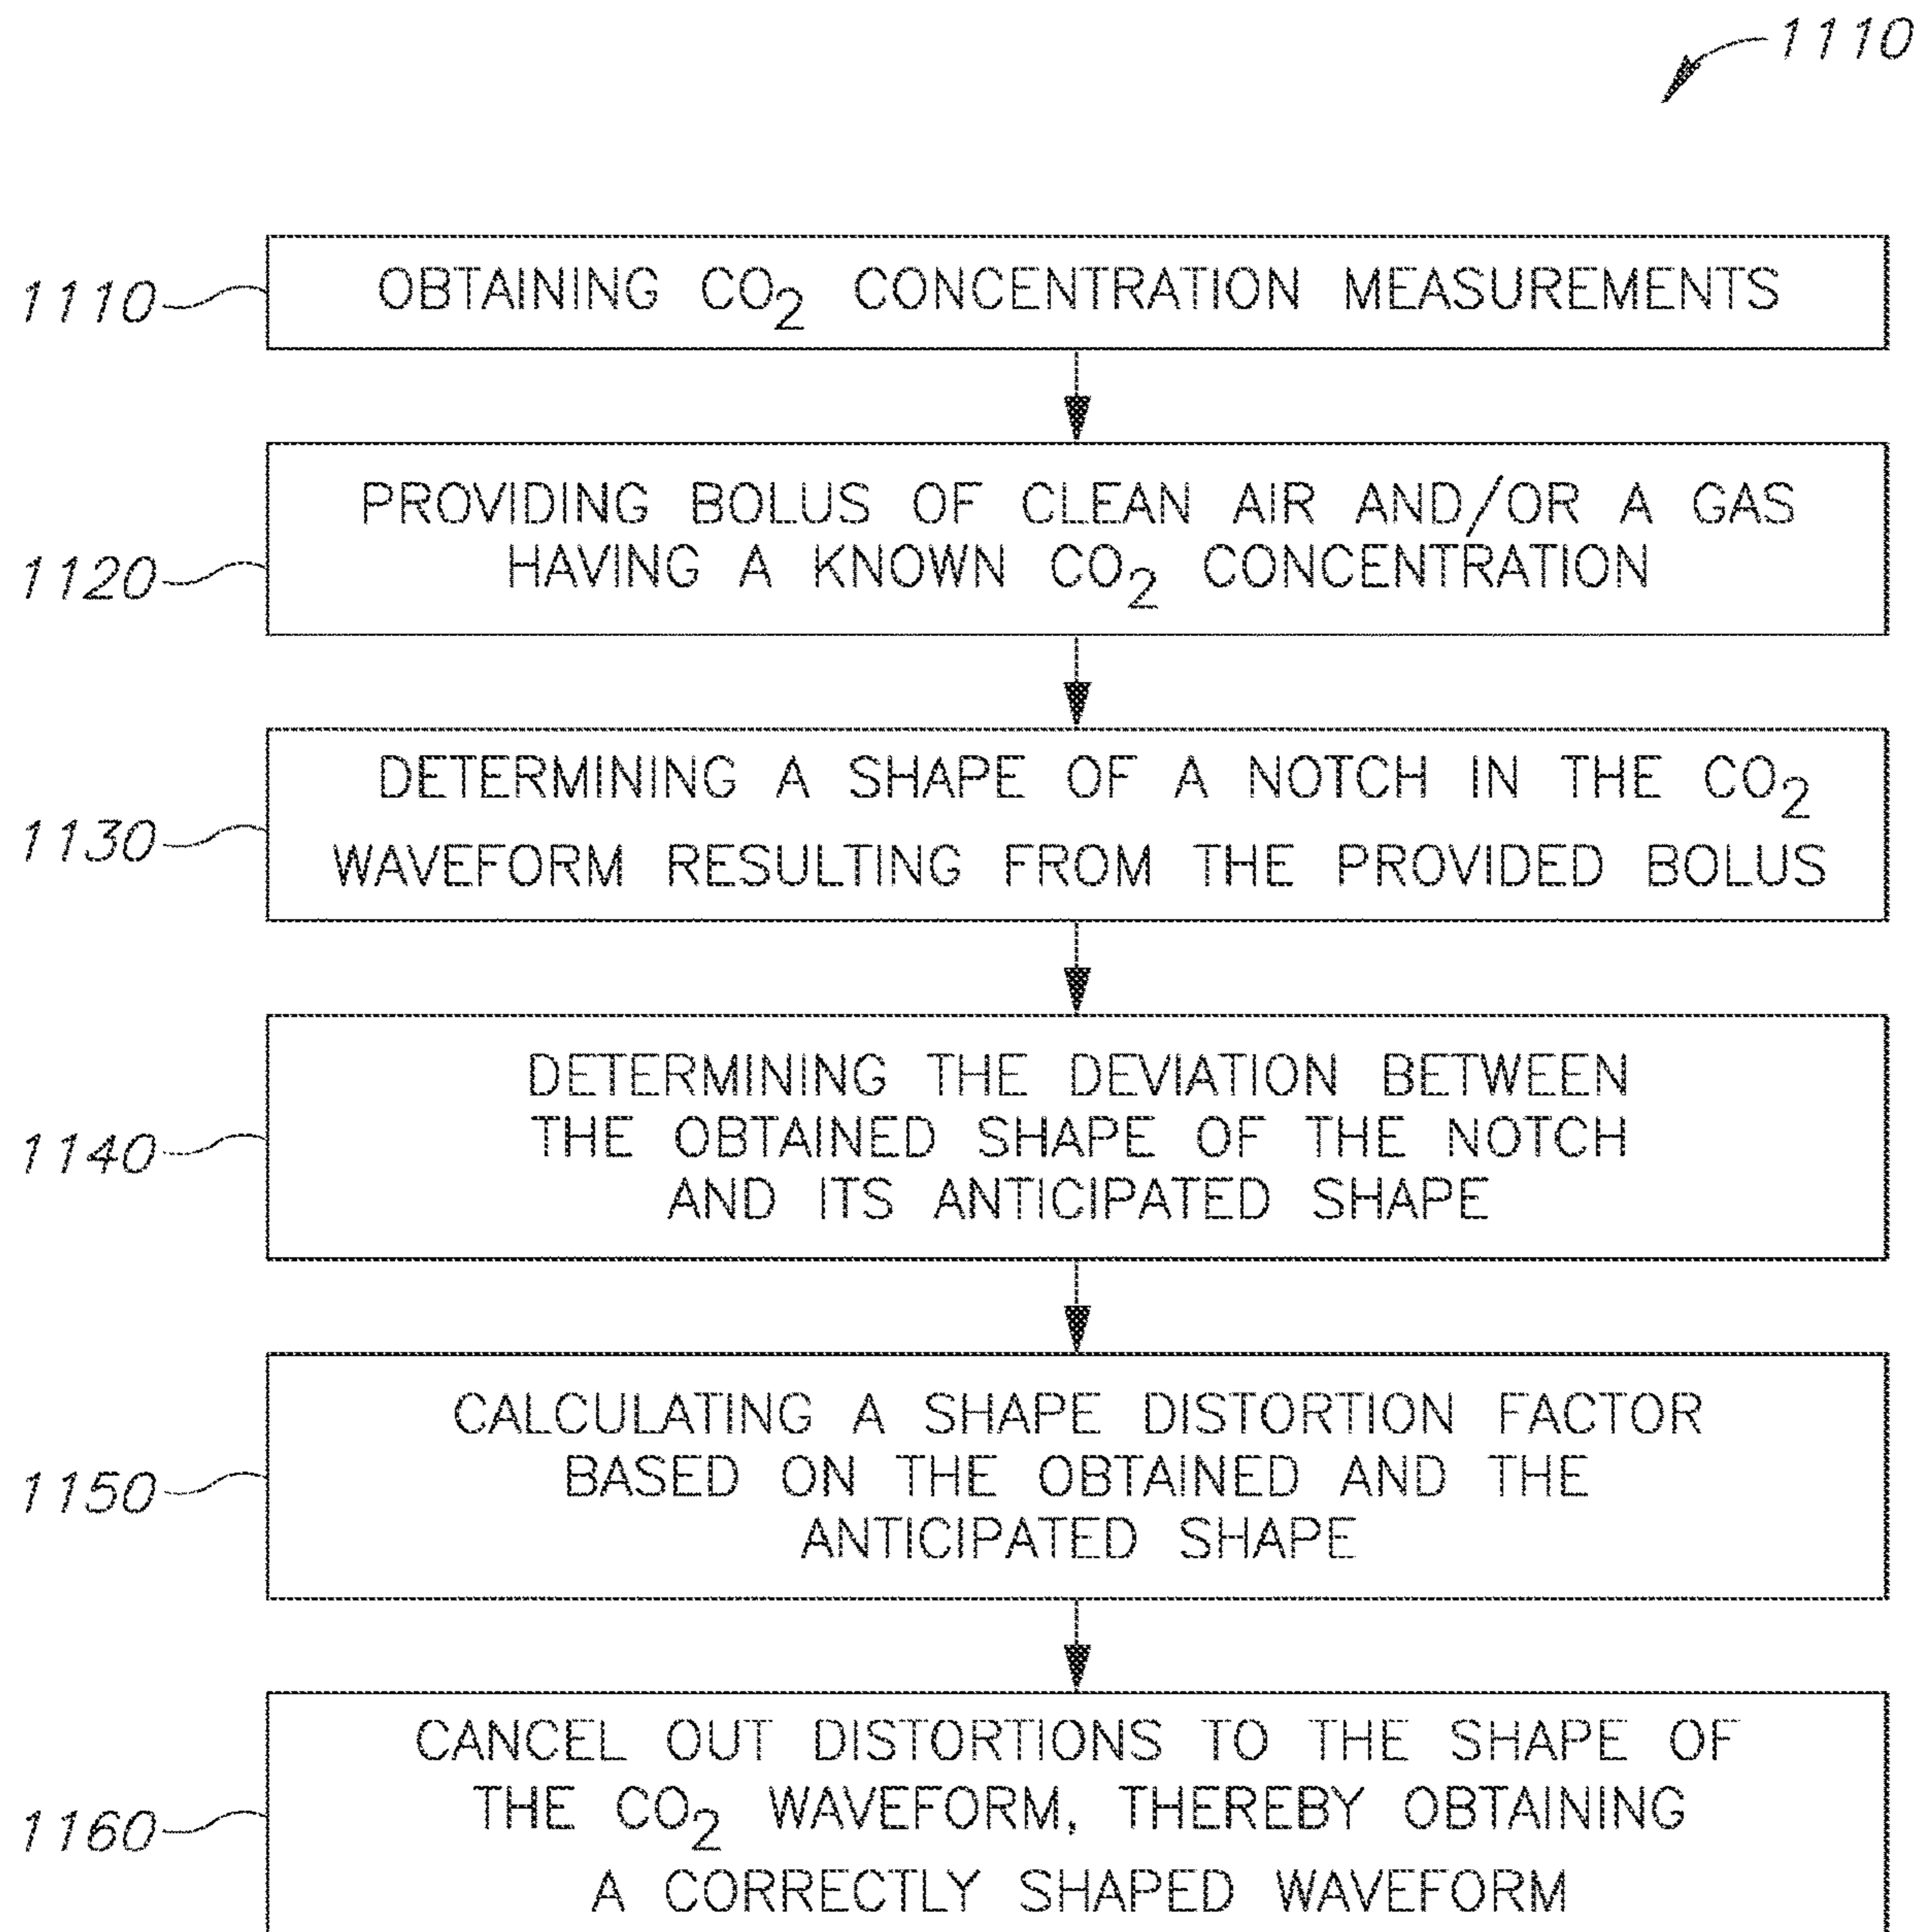 1110
1110
OBTAINING CO₂ CONCENTRATION MEASUREMENTS
1120
PROVIDING BOLUS OF CLEAN AIR AND/OR A GAS
HAVING A KNOWN CO₂ CONCENTRATION
1130
DETERMINING A SHAPE OF A NOTCH IN THE CO₂
WAVEFORM RESULTING FROM THE PROVIDED BOLUS
1140
DETERMINING THE DEVIATION BETWEEN
THE OBTAINED SHAPE OF THE NOTCH
AND ITS ANTICIPATED SHAPE
1150
CALCULATING A SHAPE DISTORTION FACTOR
BASED ON THE OBTAINED AND THE
ANTICIPATED SHAPE
1160
CANCEL OUT DISTORTIONS TO THE SHAPE OF
THE CO₂ WAVEFORM, THEREBY OBTAINING
A CORRECTLY SHAPED WAVEFORM